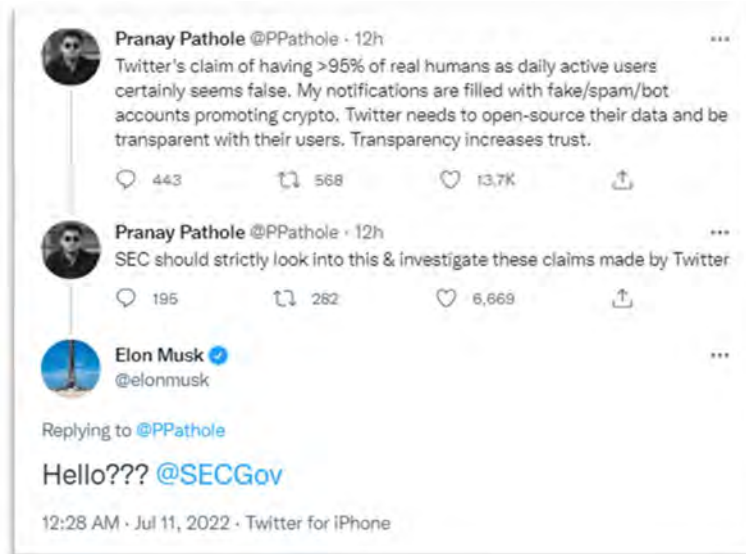 Pranay Pathole @PPathole · 12h
Twitter's claim of having >95% of real humans as daily active users
certainly seems false. My notifications are filled with fake/spam/bot
accounts promoting crypto. Twitter needs to open-source their data and be
transparent with their users. Transparency increases trust.
443 568 13.7K
Pranay Pathole @PPathole · 12h
SEC should strictly look into this & investigate these claims made by Twitter
195 282 6,669
Elon Musk
@elonmusk
Replying to @PPathole
Hello??? @SECGov
12:28 AM · Jul 11, 2022 · Twitter for iPhone